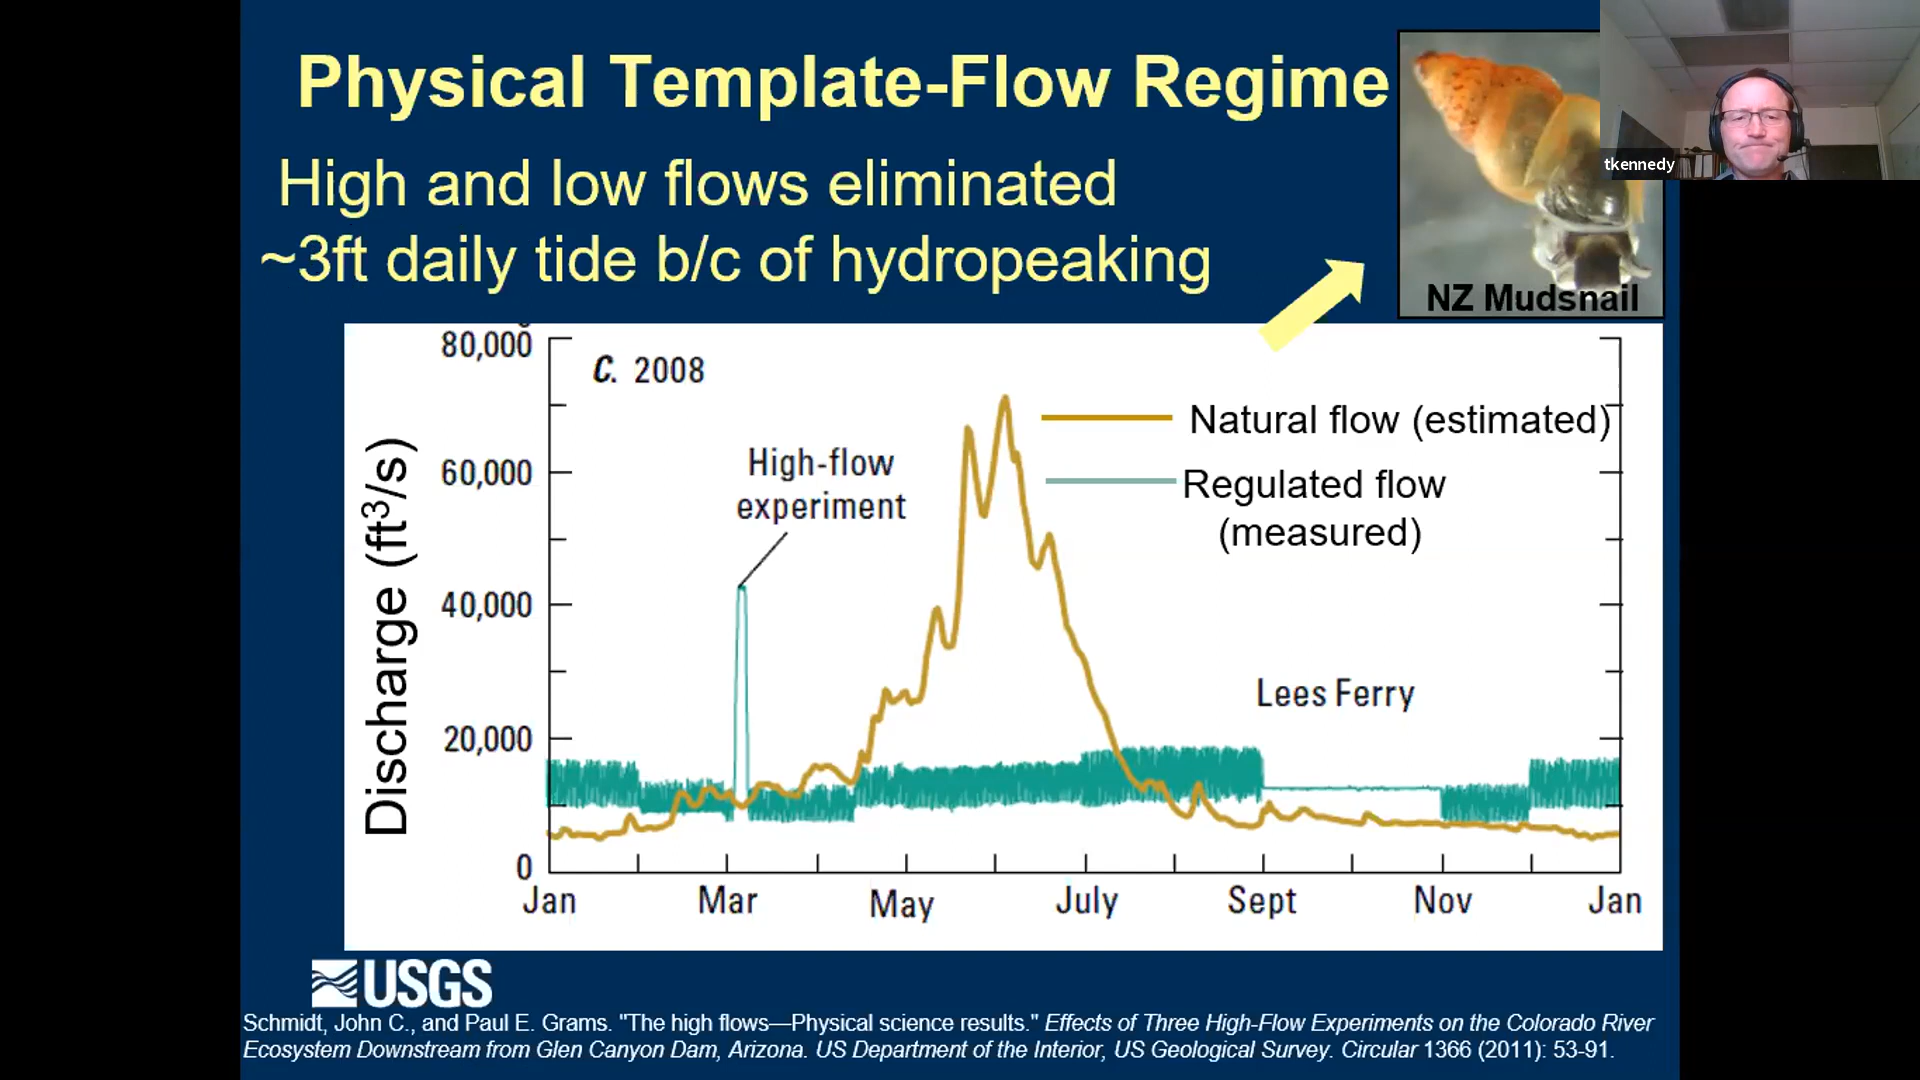 Physical Template-Flow Regime
High and low flows eliminated
~3ft daily tide b/c of hydropeaking
tkennedy
NZ Mudsnail
80,000
60,000
40,000
20,000
0
Discharge (ft³/s)
C. 2008
High-flow
experiment
Natural flow (estimated)
Regulated flow
(measured)
Lees Ferry
Jan
Mar
May
July
Sept
Nov
Jan
USGS
Schmidt, John C., and Paul E. Grams. "The high flows—Physical science results." Effects of Three High-Flow Experiments on the Colorado River
Ecosystem Downstream from Glen Canyon Dam, Arizona. US Department of the Interior, US Geological Survey. Circular 1366 (2011): 53-91.